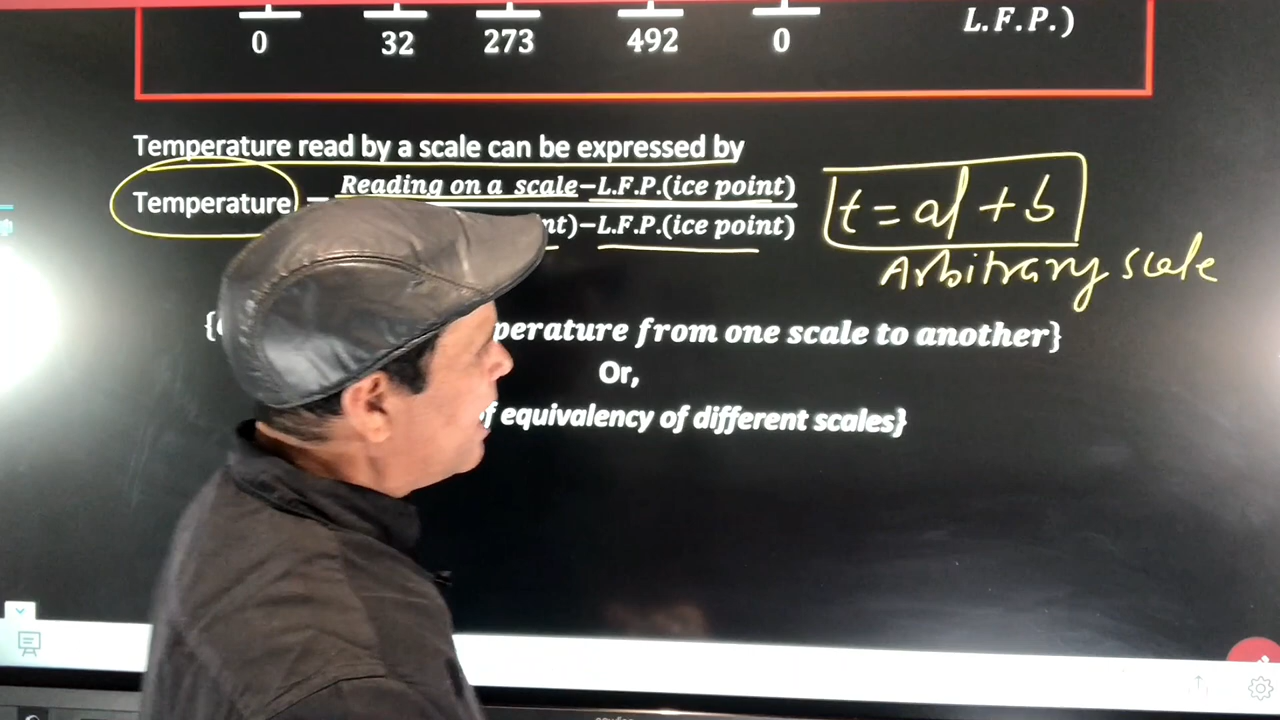 L.F.P.)
0 32 273 492 0
Temperature read by a scale can be expressed by
Temperature = Reading on a scale−L.F.P.(ice point)
nt)−L.F.P.(ice point)
t = al + b
Arbitrary scale
perature from one scale to another}
Or,
of equivalency of different scales}